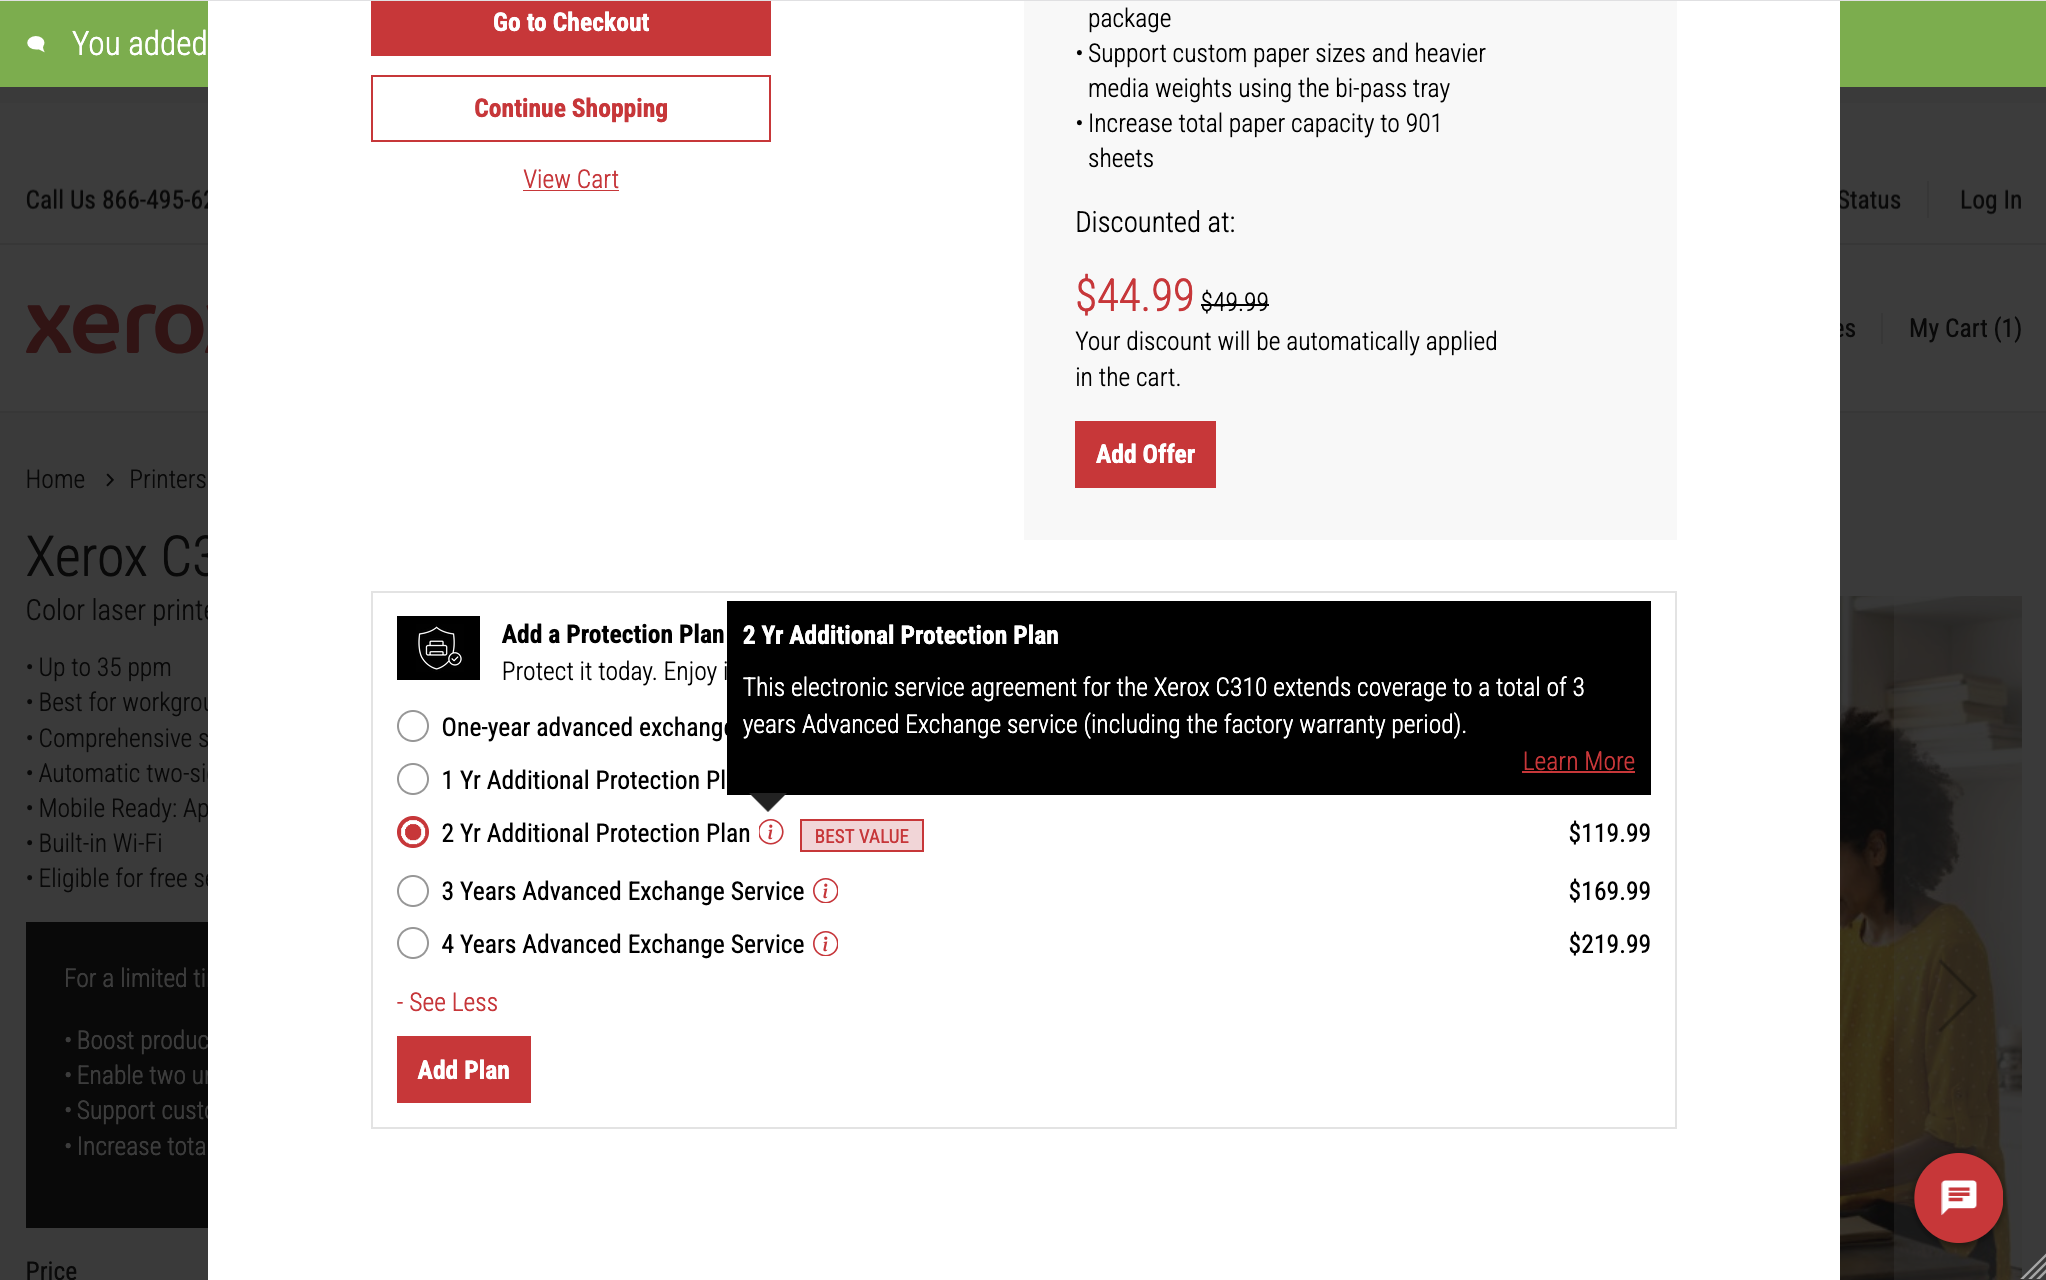 You added
Go to Checkout
Continue Shopping
View Cart
package
• Support custom paper sizes and heavier
media weights using the bi-pass tray
• Increase total paper capacity to 901
sheets
Discounted at:
$44.99 $49.99
Your discount will be automatically applied
in the cart.
Add Offer
Call Us 866-495-62
Status
Log In
xerox
My Cart (1)
Home > Printers
Xerox C3
Color laser printe
• Up to 35 ppm
• Best for workgrou
• Comprehensive s
• Automatic two-si
• Mobile Ready: Ap
• Built-in Wi-Fi
• Eligible for free se
For a limited ti
• Boost produc
• Enable two un
• Support custo
• Increase tota
Price
Add a Protection Plan
Protect it today. Enjoy i
2 Yr Additional Protection Plan
This electronic service agreement for the Xerox C310 extends coverage to a total of 3
years Advanced Exchange service (including the factory warranty period).
Learn More
One-year advanced exchange
1 Yr Additional Protection Pl
2 Yr Additional Protection Plan BEST VALUE $119.99
3 Years Advanced Exchange Service $169.99
4 Years Advanced Exchange Service $219.99
- See Less
Add Plan